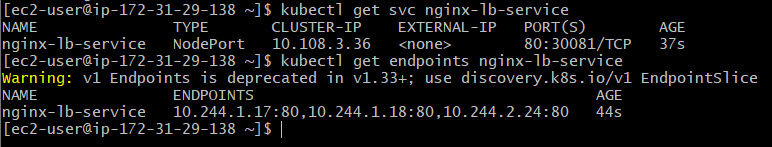 [ec2-user@ip-172-31-29-138 ~]$ kubectl get svc nginx-lb-service
NAME TYPE CLUSTER-IP EXTERNAL-IP PORT(S) AGE
nginx-lb-service NodePort 10.108.3.36 <none> 80:30081/TCP 37s
[ec2-user@ip-172-31-29-138 ~]$ kubectl get endpoints nginx-lb-service
Warning: v1 Endpoints is deprecated in v1.33+; use discovery.k8s.io/v1 EndpointSlice
NAME ENDPOINTS AGE
nginx-lb-service 10.244.1.17:80,10.244.1.18:80,10.244.2.24:80 44s
[ec2-user@ip-172-31-29-138 ~]$